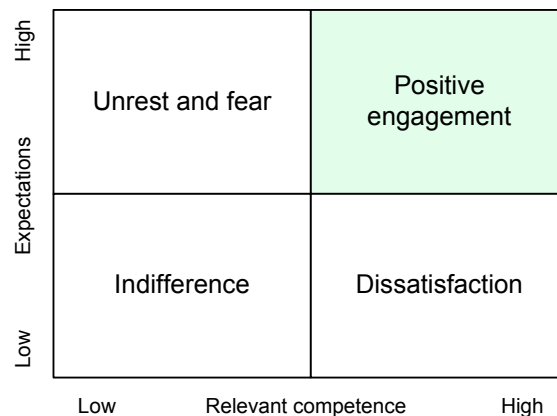 High
Expectations
Low
Unrest and fear
Positive
engagement
Indifference
Dissatisfaction
Low
Relevant competence
High